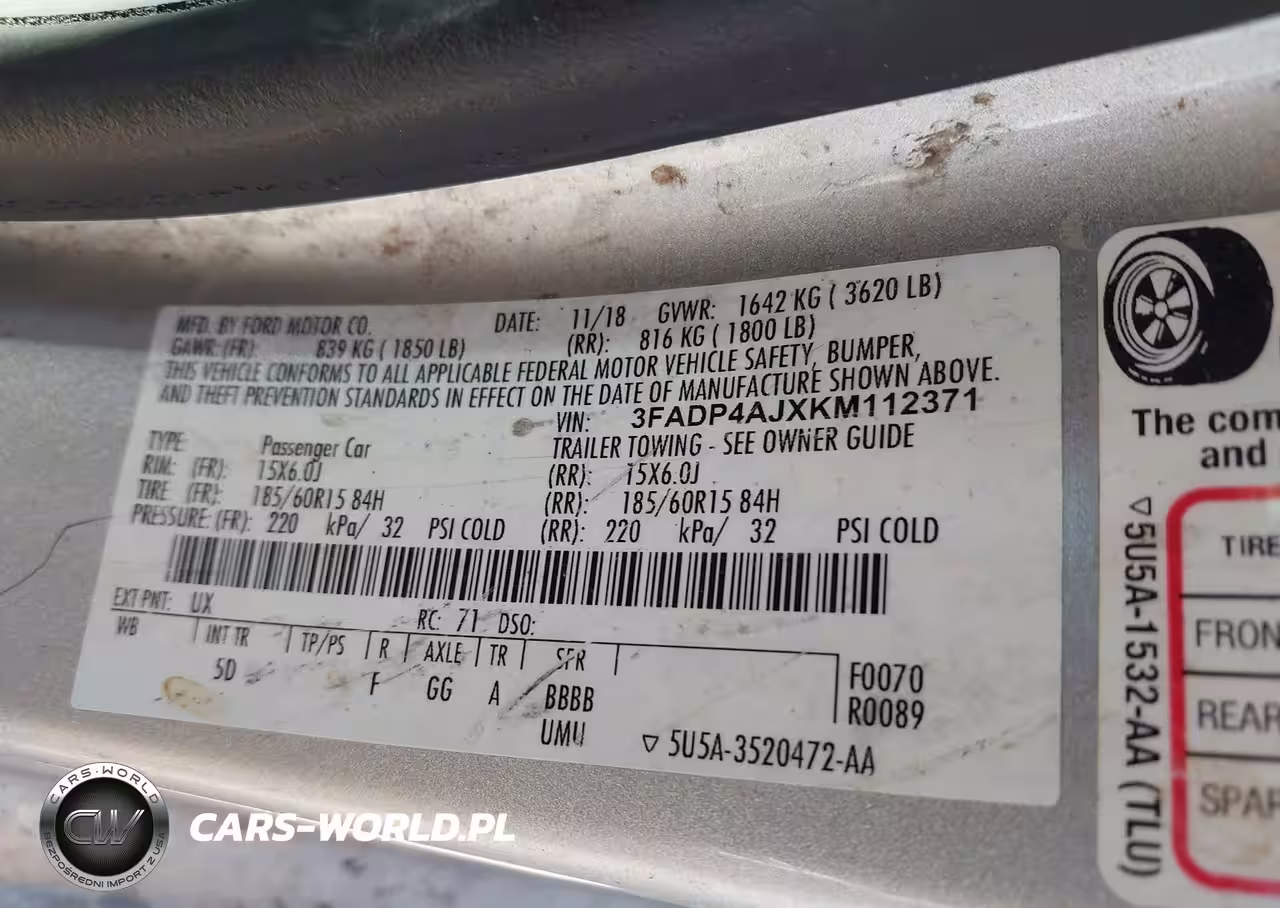 MFD. BY FORD MOTOR CO. DATE: 11/18 GVWR: 1642 KG ( 3620 LB)
GAWR: (FR): 839 KG ( 1850 LB) (RR): 816 KG ( 1800 LB)
THIS VEHICLE CONFORMS TO ALL APPLICABLE FEDERAL MOTOR VEHICLE SAFETY, BUMPER,
AND THEFT PREVENTION STANDARDS IN EFFECT ON THE DATE OF MANUFACTURE SHOWN ABOVE.
VIN: 3FADP4AJXKM112371
TYPE: Passenger Car TRAILER TOWING - SEE OWNER GUIDE
RIM: (FR): 15X6.0J (RR): 15X6.0J
TIRE: (FR): 185/60R15 84H (RR): 185/60R15 84H
PRESSURE: (FR): 220 kPa/ 32 PSI COLD (RR): 220 kPa/ 32 PSI COLD
EXT PNT: UX RC: 71 DSO:
WB INT TR TP/PS R AXLE TR SPR
5D F GG A BBBB F0070
UMU R0089
▽ 5U5A-3520472-AA
The com
and
TIRE
FRON
REAR
SPAR
▽ 5U5A-1532-AA (TLU)
CARS-WORLD
CW
BEZPOŚREDNI IMPORT Z USA
CARS-WORLD.PL